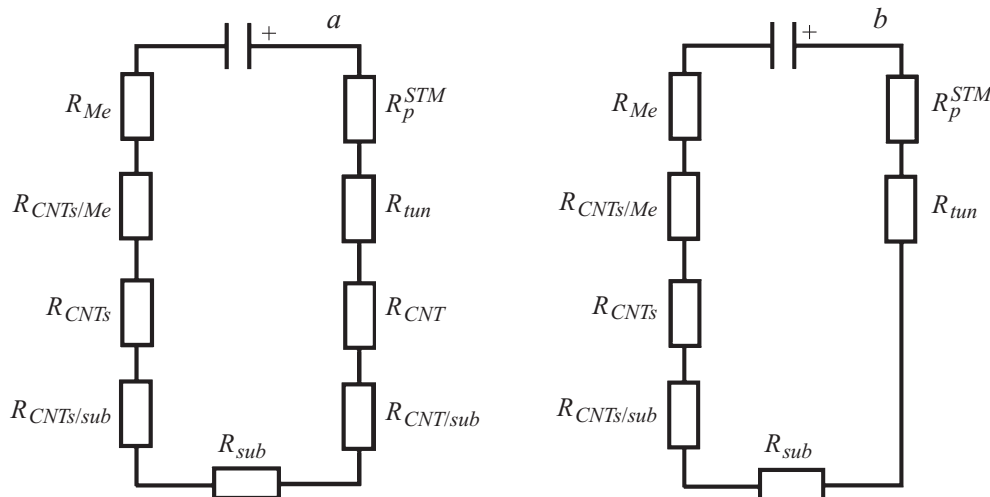 a
+
R_Me
R_p^STM
R_CNTs/Me
R_tun
R_CNTs
R_CNT
R_CNTs/sub
R_CNT/sub
R_sub
b
+
R_Me
R_p^STM
R_CNTs/Me
R_tun
R_CNTs
R_CNTs/sub
R_sub